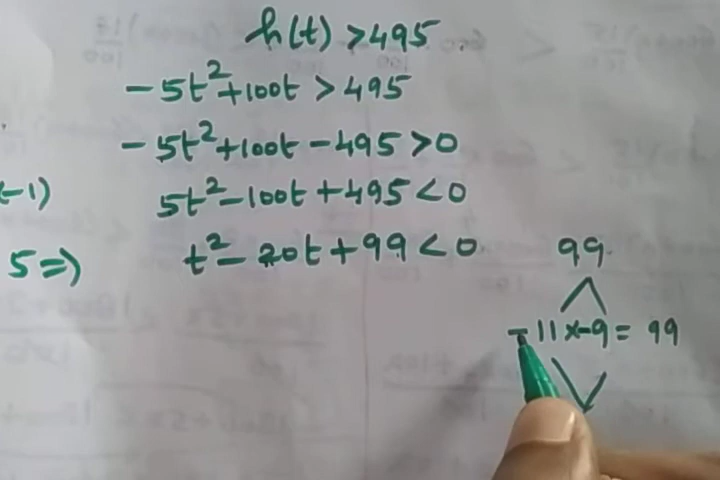 h(t) > 495
-5t²+100t > 495
-5t²+100t - 495 > 0
(-1) 5t²-100t+495 < 0
5⇒) t²-20t+99 < 0
99
-11 x -9 = 99